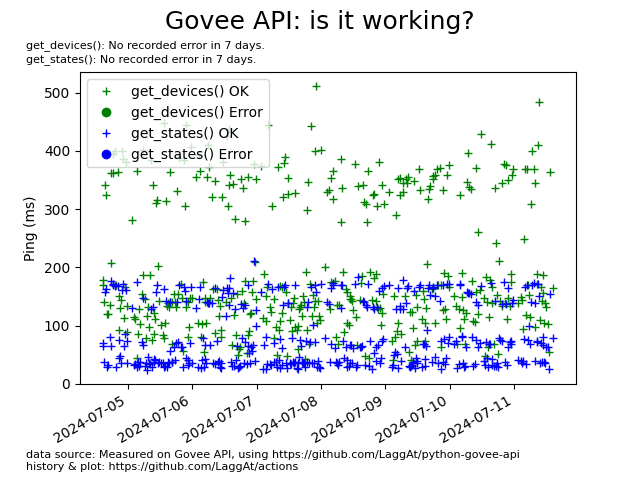 Govee API: is it working?
get_devices(): No recorded error in 7 days.
get_states(): No recorded error in 7 days.
get_devices() OK
get_devices() Error
get_states() OK
get_states() Error
Ping (ms)
500
400
300
200
100
0
2024-07-05
2024-07-06
2024-07-07
2024-07-08
2024-07-09
2024-07-10
2024-07-11
data source: Measured on Govee API, using https://github.com/LaggAt/python-govee-api
history & plot: https://github.com/LaggAt/actions